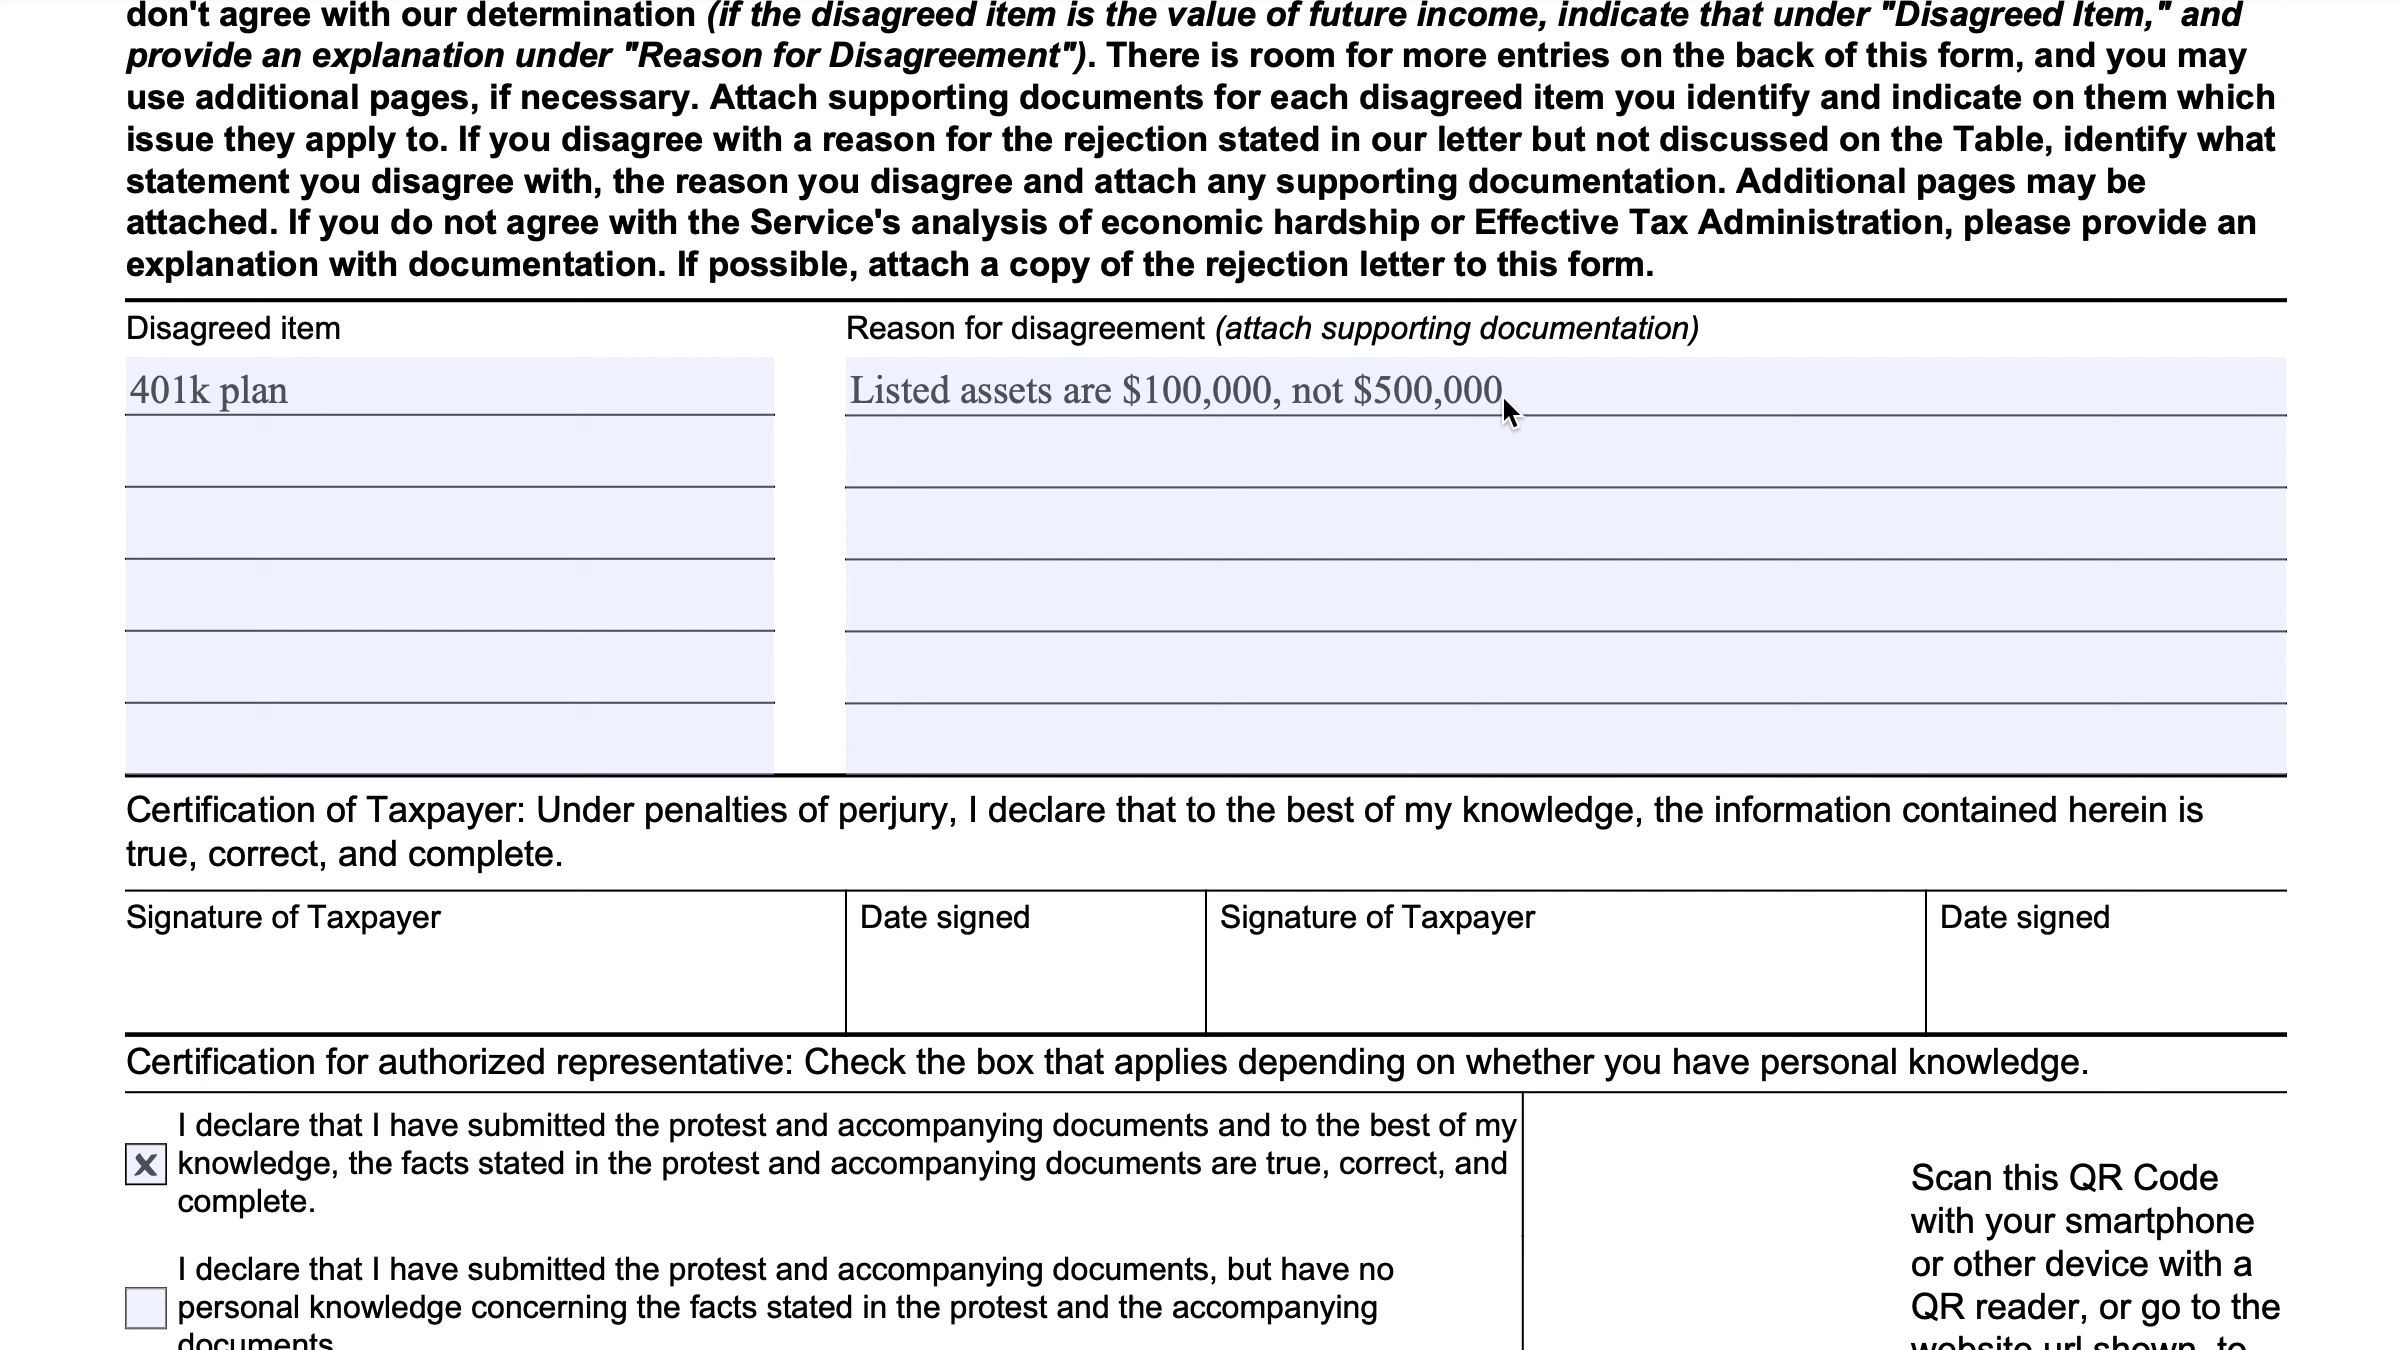 don't agree with our determination (if the disagreed item is the value of future income, indicate that under "Disagreed Item," and
provide an explanation under "Reason for Disagreement"). There is room for more entries on the back of this form, and you may
use additional pages, if necessary. Attach supporting documents for each disagreed item you identify and indicate on them which
issue they apply to. If you disagree with a reason for the rejection stated in our letter but not discussed on the Table, identify what
statement you disagree with, the reason you disagree and attach any supporting documentation. Additional pages may be
attached. If you do not agree with the Service's analysis of economic hardship or Effective Tax Administration, please provide an
explanation with documentation. If possible, attach a copy of the rejection letter to this form.
Disagreed item
Reason for disagreement (attach supporting documentation)
401k plan
Listed assets are $100,000, not $500,000
Certification of Taxpayer: Under penalties of perjury, I declare that to the best of my knowledge, the information contained herein is
true, correct, and complete.
Signature of Taxpayer
Date signed
Signature of Taxpayer
Date signed
Certification for authorized representative: Check the box that applies depending on whether you have personal knowledge.
I declare that I have submitted the protest and accompanying documents and to the best of my
x knowledge, the facts stated in the protest and accompanying documents are true, correct, and
complete.
I declare that I have submitted the protest and accompanying documents, but have no
personal knowledge concerning the facts stated in the protest and the accompanying
documents.
Scan this QR Code
with your smartphone
or other device with a
QR reader, or go to the
website url shown, to